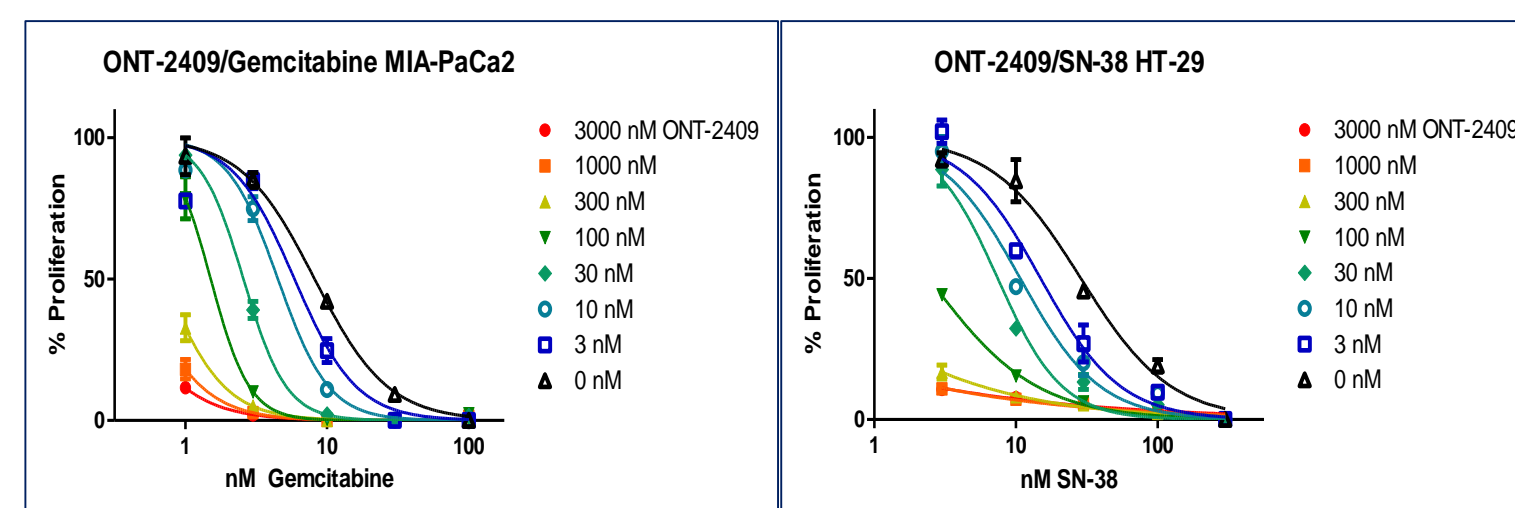 ONT-2409/Gemcitabine MIA-PaCa2
% Proliferation
100
50
0
1
10
100
nM Gemcitabine
3000 nM ONT-2409
1000 nM
300 nM
100 nM
30 nM
10 nM
3 nM
0 nM
ONT-2409/SN-38 HT-29
% Proliferation
100
50
0
1
10
100
nM SN-38
3000 nM ONT-2409
1000 nM
300 nM
100 nM
30 nM
10 nM
3 nM
0 nM